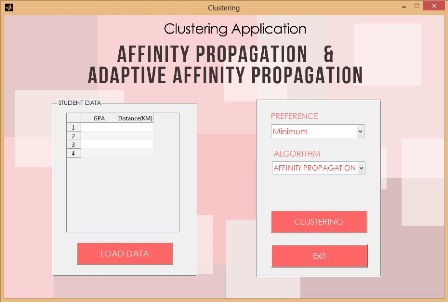 Clustering
Clustering Application
AFFINITY PROPAGATION &
ADAPTIVE AFFINITY PROPAGATION
STUDENT DATA
GPA Distance(KM)
1
2
3
4
LOAD DATA
PREFERENCE
Minimum
ALGORITHM
AFFINITY PROPAGATION
CLUSTERING
Exit